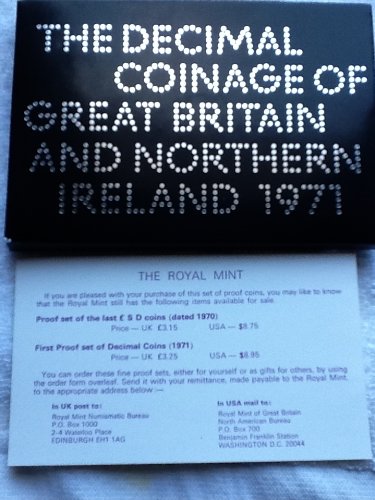 THE DECIMAL
COINAGE OF
GREAT BRITAIN
AND NORTHERN
IRELAND 1971
THE ROYAL MINT
If you are pleased with your purchase of this set of proof coins, you may like to know
that the Royal Mint still has the following items available for sale.
Proof set of the last £ S D coins (dated 1970)
Price — UK £3.15 USA — $8.75
First Proof set of Decimal Coins (1971)
Price — UK £3.25 USA — $8.95
You can order these fine proof sets, either for yourself or as gifts for others, by using
the order form overleaf. Send it with your remittance, made payable to the Royal Mint,
to the appropriate address below :—
In UK post to:
Royal Mint Numismatic Bureau
P.O. Box 1000
2-4 Waterloo Place
EDINBURGH EH1 1AG
In USA mail to:
Royal Mint of Great Britain
North American Bureau
P.O. Box 700
Benjamin Franklin Station
WASHINGTON D.C. 20044